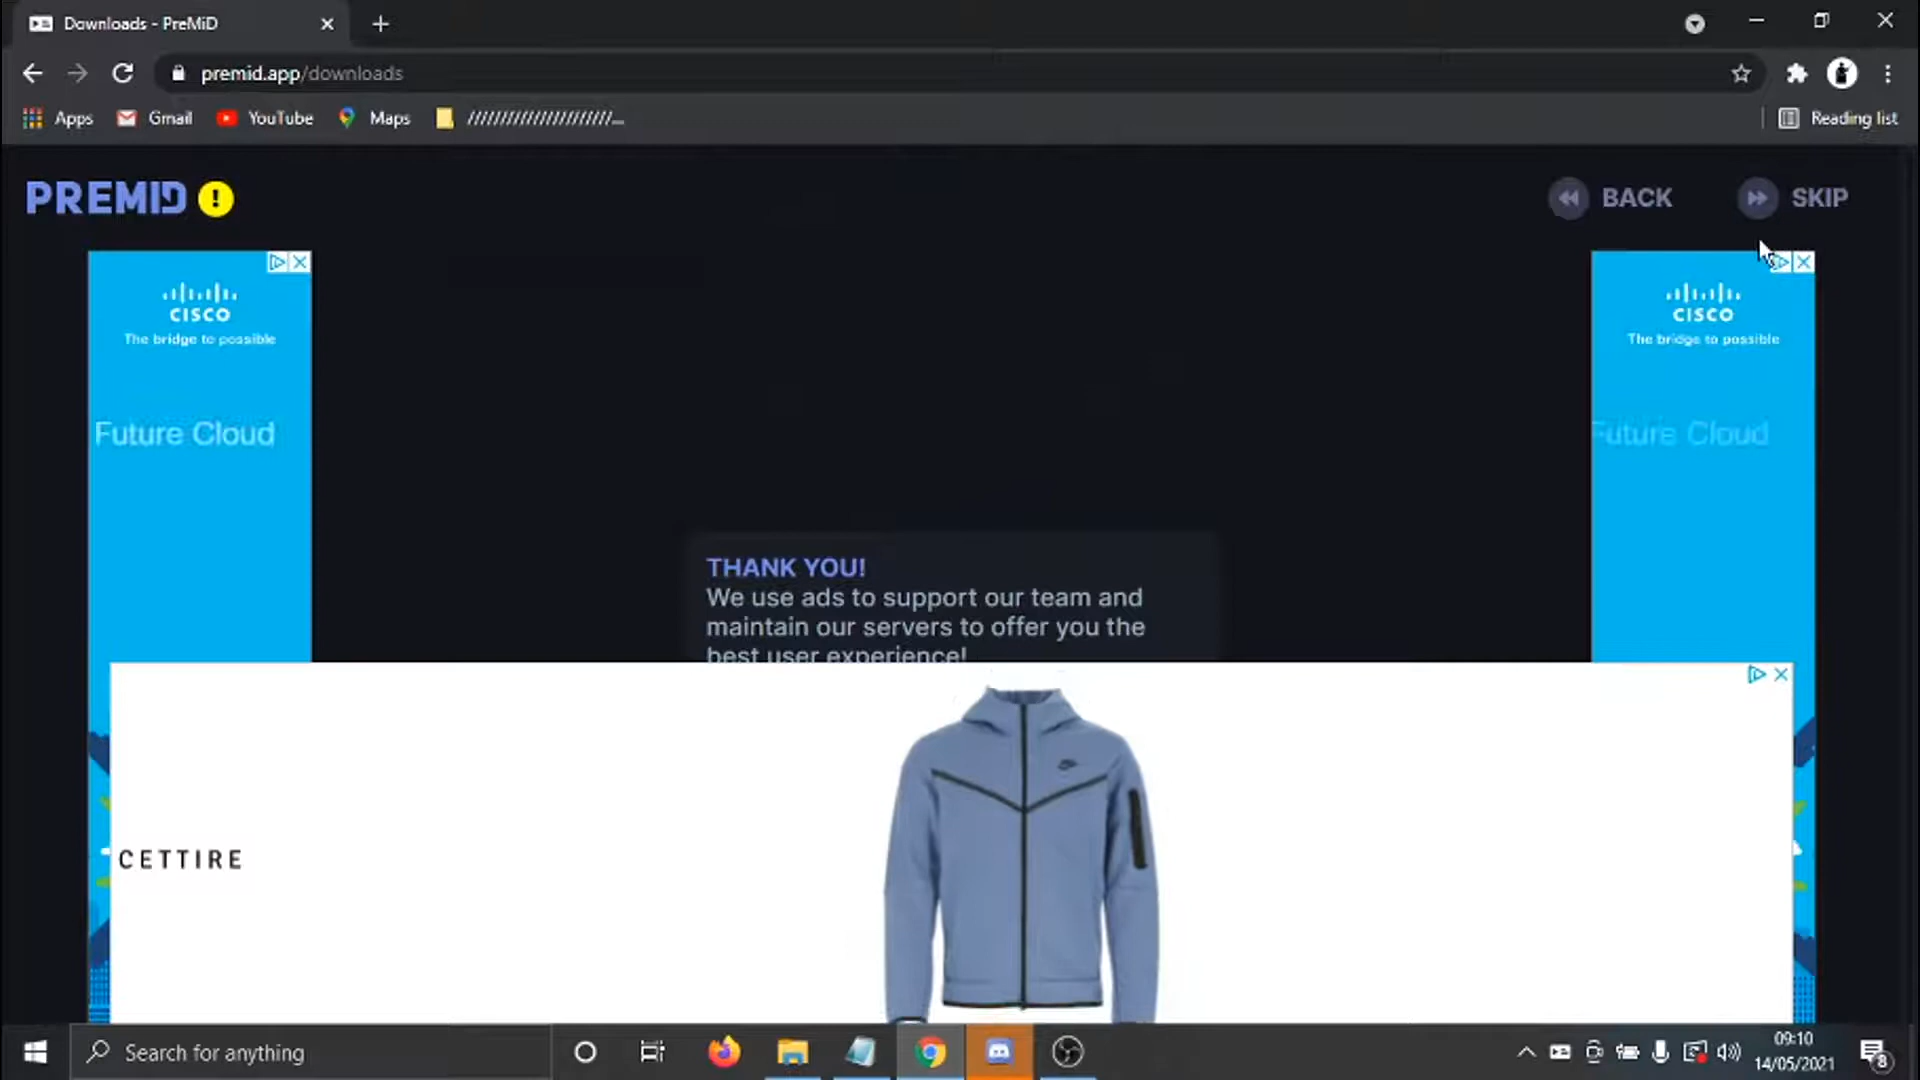 Downloads - PreMiD
premid.app/downloads
Apps
Gmail
YouTube
Maps
//////////////////////...
Reading list
PREMID
!
BACK
SKIP
CISCO
The bridge to possible
Future Cloud
CISCO
The bridge to possible
Future Cloud
THANK YOU!
We use ads to support our team and
maintain our servers to offer you the
best user experience!
CETTIRE
Search for anything
09:10
14/05/2021
8